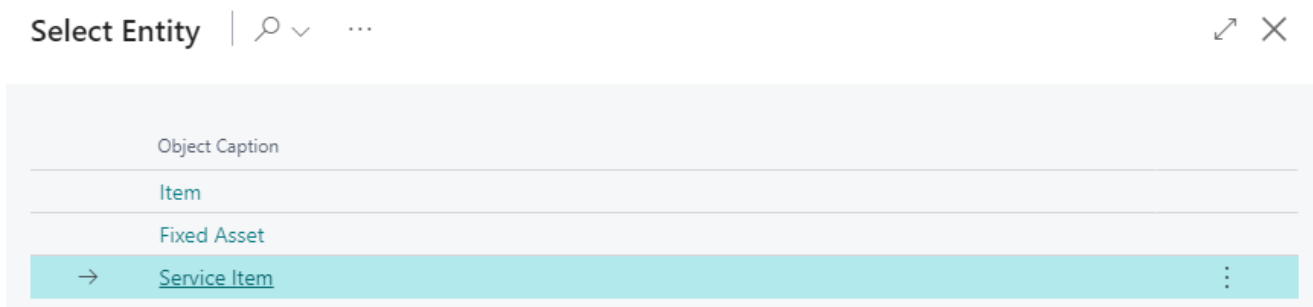 Select Entity
Object Caption
Item
Fixed Asset
Service Item